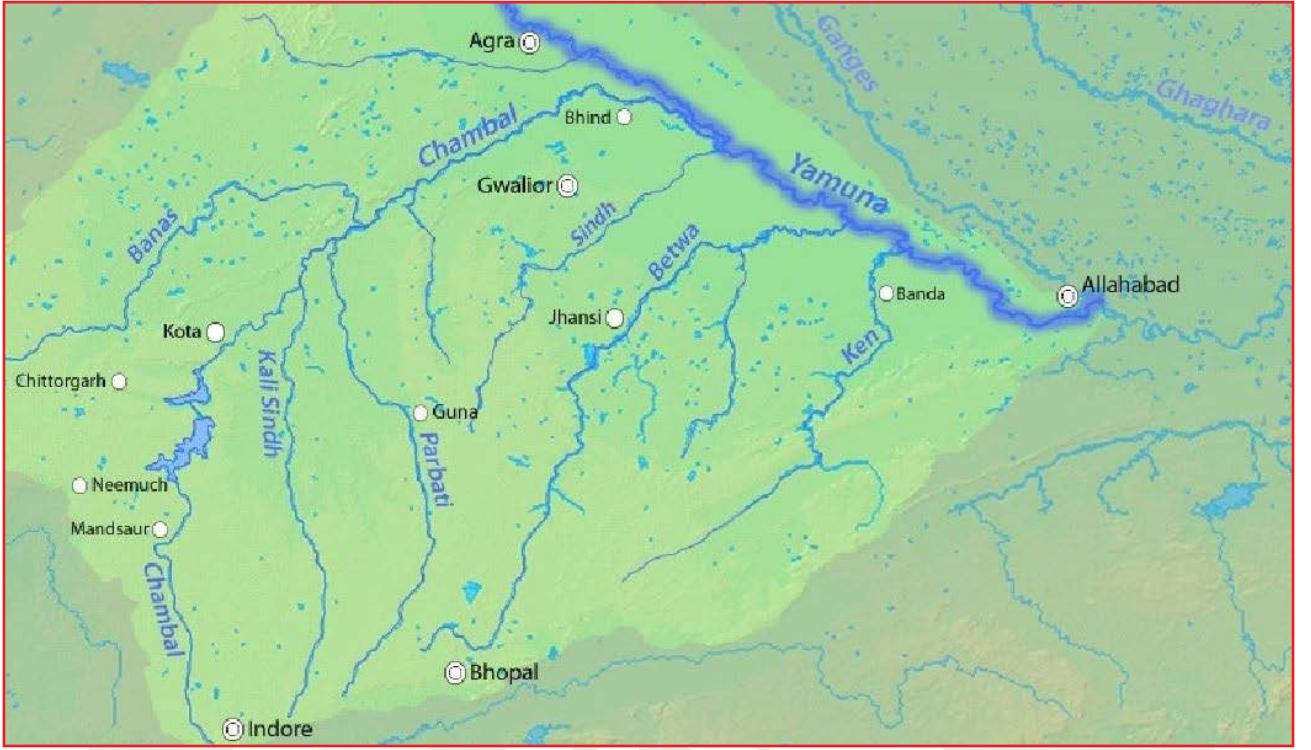 Agra
Ganges
Ghaghara
Chambal
Bhind
Yamuna
Gwalior
Banas
Sindh
Betwa
Allahabad
Banda
Kota
Jhansi
Ken
Chittorgarh
Kali Sindh
Guna
Parbati
Neemuch
Mandsaur
Chambal
Bhopal
Indore